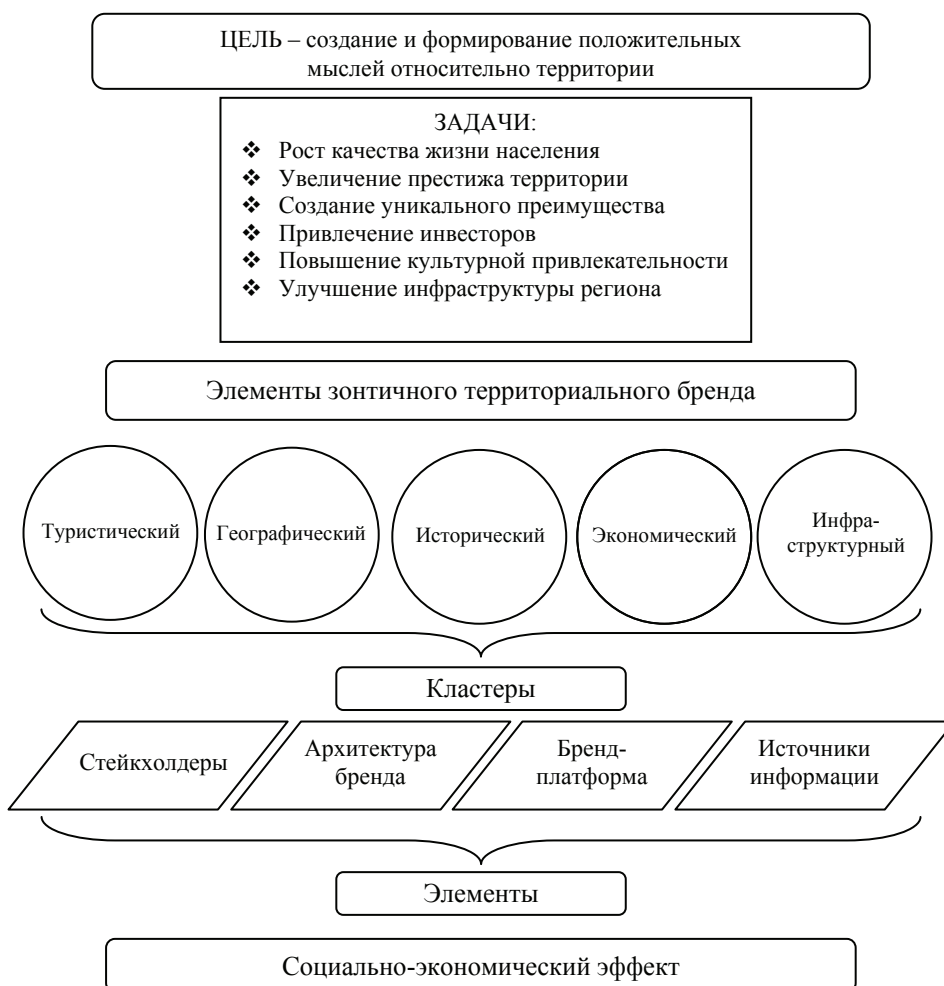 ЦЕЛЬ – создание и формирование положительных
мыслей относительно территории
ЗАДАЧИ:
❖ Рост качества жизни населения
❖ Увеличение престижа территории
❖ Создание уникального преимущества
❖ Привлечение инвесторов
❖ Повышение культурной привлекательности
❖ Улучшение инфраструктуры региона
Элементы зонтичного территориального бренда
Туристический
Географический
Исторический
Экономический
Инфра-
структурный
Кластеры
Стейкхолдеры
Архитектура
бренда
Бренд-
платформа
Источники
информации
Элементы
Социально-экономический эффект